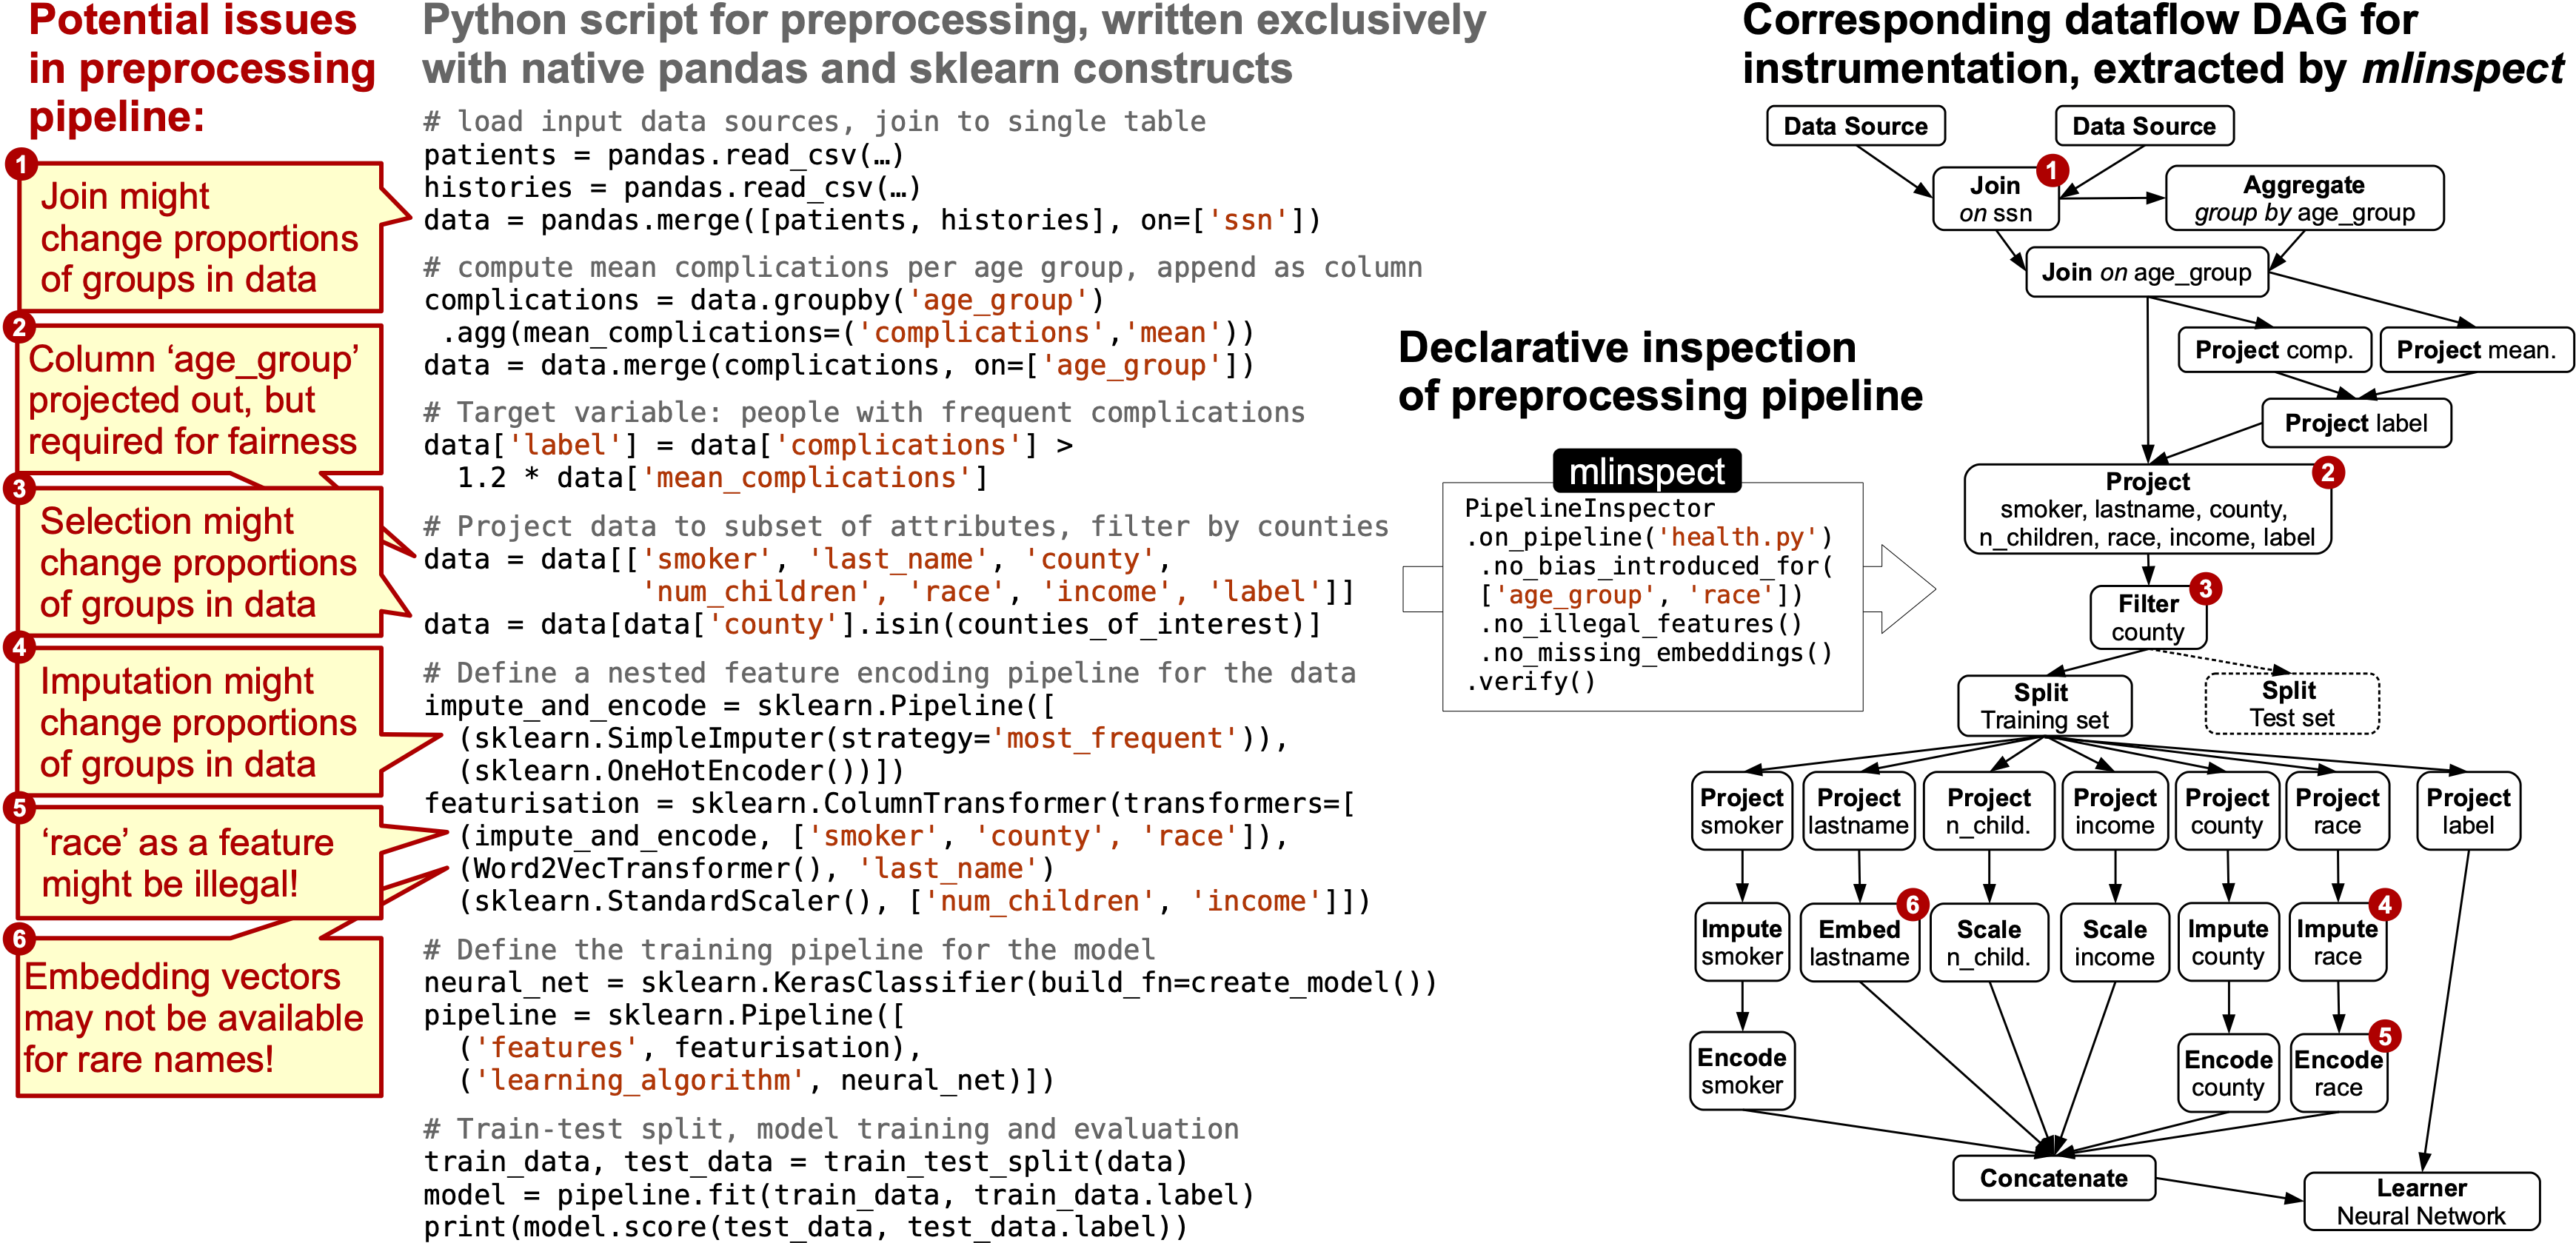 Potential issues
in preprocessing
pipeline:
1
Join might
change proportions
of groups in data
2
Column ‘age_group’
projected out, but
required for fairness
3
Selection might
change proportions
of groups in data
4
Imputation might
change proportions
of groups in data
5
‘race’ as a feature
might be illegal!
6
Embedding vectors
may not be available
for rare names!
Python script for preprocessing, written exclusively
with native pandas and sklearn constructs
# load input data sources, join to single table
patients = pandas.read_csv(…)
histories = pandas.read_csv(…)
data = pandas.merge([patients, histories], on=['ssn'])
# compute mean complications per age group, append as column
complications = data.groupby('age_group')
.agg(mean_complications=('complications','mean'))
data = data.merge(complications, on=['age_group'])
# Target variable: people with frequent complications
data['label'] = data['complications'] >
1.2 * data['mean_complications']
# Project data to subset of attributes, filter by counties
data = data[['smoker', 'last_name', 'county',
'num_children', 'race', 'income', 'label']]
data = data[data['county'].isin(counties_of_interest)]
# Define a nested feature encoding pipeline for the data
impute_and_encode = sklearn.Pipeline([
(sklearn.SimpleImputer(strategy='most_frequent')),
(sklearn.OneHotEncoder())])
featurisation = sklearn.ColumnTransformer(transformers=[
(impute_and_encode, ['smoker', 'county', 'race']),
(Word2VecTransformer(), 'last_name')
(sklearn.StandardScaler(), ['num_children', 'income']])
# Define the training pipeline for the model
neural_net = sklearn.KerasClassifier(build_fn=create_model())
pipeline = sklearn.Pipeline([
('features', featurisation),
('learning_algorithm', neural_net)])
# Train-test split, model training and evaluation
train_data, test_data = train_test_split(data)
model = pipeline.fit(train_data, train_data.label)
print(model.score(test_data, test_data.label))
Declarative inspection
of preprocessing pipeline
mlinspect
PipelineInspector
.on_pipeline('health.py')
.no_bias_introduced_for(
['age_group', 'race'])
.no_illegal_features()
.no_missing_embeddings()
.verify()
Corresponding dataflow DAG for
instrumentation, extracted by mlinspect
Data Source
Data Source
1
Join
on ssn
Aggregate
group by age_group
Join on age_group
Project comp.
Project mean.
Project label
2
Project
smoker, lastname, county,
n_children, race, income, label
3
Filter
county
Split
Training set
Split
Test set
Project
smoker
Project
lastname
Project
n_child.
Project
income
Project
county
Project
race
Project
label
Impute
smoker
6
Embed
lastname
Scale
n_child.
Scale
income
Impute
county
4
Impute
race
Encode
smoker
Encode
county
5
Encode
race
Concatenate
Learner
Neural Network